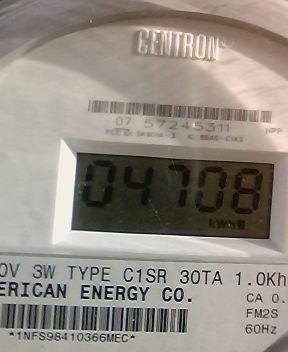 CENTRON®
07 57245311
HPP
04708
kWh
0V 3W TYPE C1SR 30TA 1.0Kh
ERICAN ENERGY CO.
CA 0.
FM2S
60Hz
*1NFS98410366MEC*